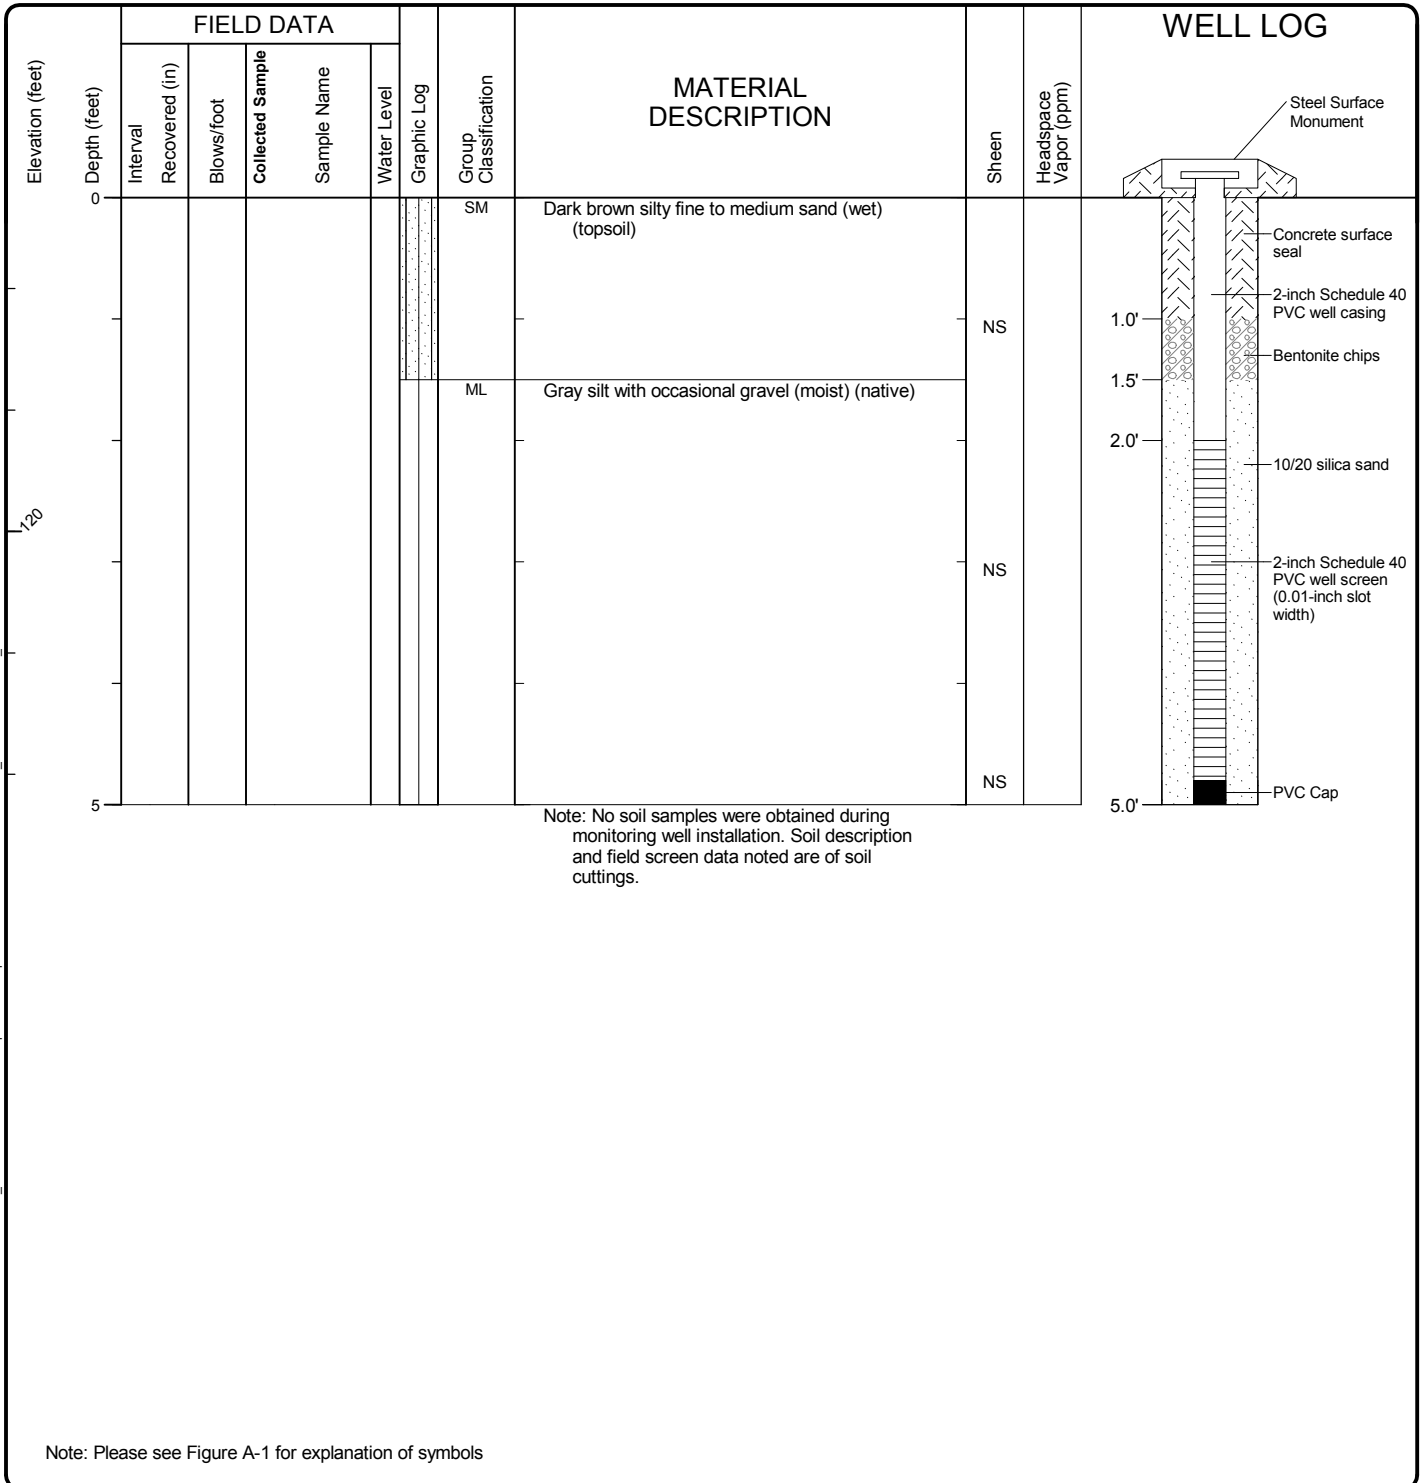 FIELD DATA
WELL LOG
Elevation (feet)
Depth (feet)
Interval
Recovered (in)
Blows/foot
Collected Sample
Sample Name
Water Level
Graphic Log
Group
Classification
MATERIAL
DESCRIPTION
Sheen
Headspace
Vapor (ppm)
Steel Surface
Monument
0
SM
Dark brown silty fine to medium sand (wet)
(topsoil)
Concrete surface
seal
2-inch Schedule 40
PVC well casing
NS
1.0'
Bentonite chips
1.5'
ML
Gray silt with occasional gravel (moist) (native)
2.0'
10/20 silica sand
120
NS
2-inch Schedule 40
PVC well screen
(0.01-inch slot
width)
NS
PVC Cap
5
5.0'
Note: No soil samples were obtained during
monitoring well installation. Soil description
and field screen data noted are of soil
cuttings.
Note: Please see Figure A-1 for explanation of symbols